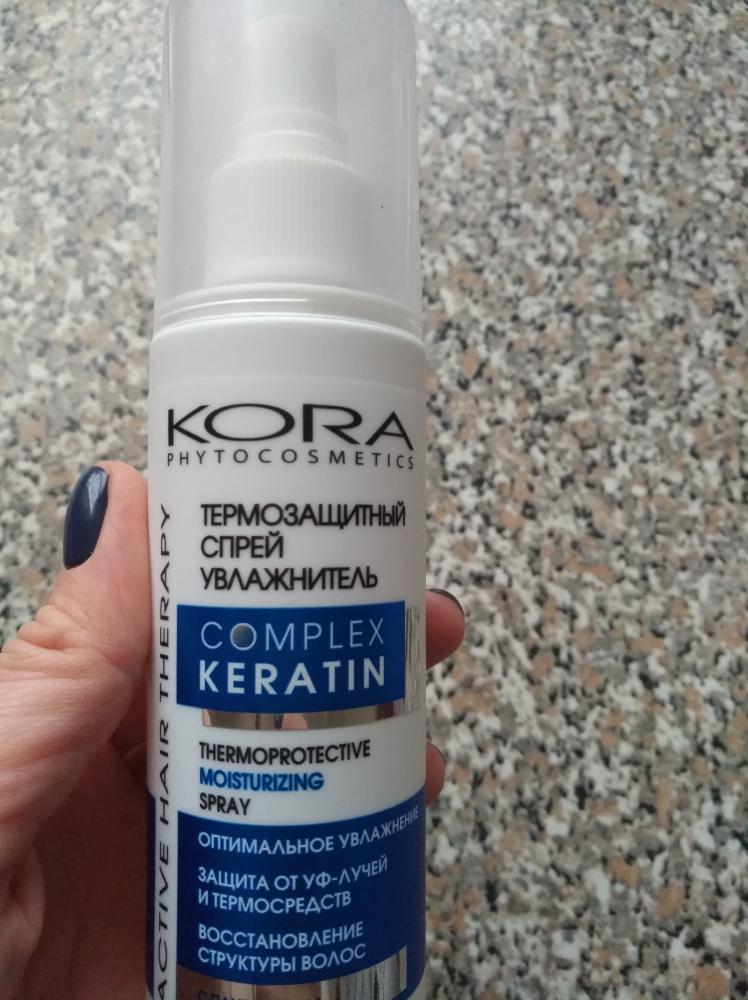 KORA
PHYTOCOSMETICS
ТЕРМОЗАЩИТНЫЙ
СПРЕЙ
УВЛАЖНИТЕЛЬ
COMPLEX
KERATIN
THERMOPROTECTIVE
MOISTURIZING
SPRAY
ОПТИМАЛЬНОЕ УВЛАЖНЕНИЕ
ЗАЩИТА ОТ УФ-ЛУЧЕЙ
И ТЕРМОСРЕДСТВ
ВОССТАНОВЛЕНИЕ
СТРУКТУРЫ ВОЛОС
ACTIVE HAIR THERAPY